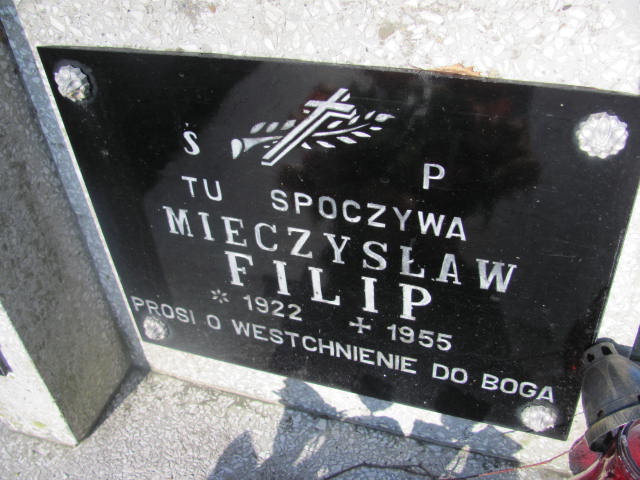 Ś P
TU SPOCZYWA
MIECZYSŁAW
FILIP
* 1922 + 1955
PROSI O WESTCHNIENIE DO BOGA